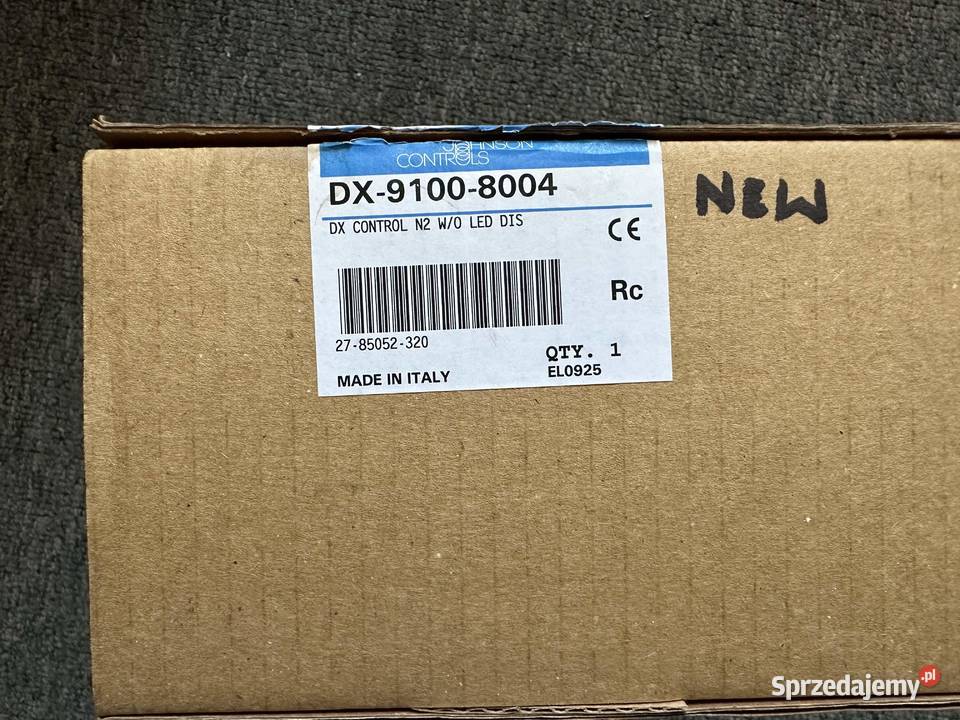 JOHNSON
CONTROLS
DX-9100-8004
NEW
DX CONTROL N2 W/O LED DIS
CE
Rc
27-85052-320
QTY. 1
EL0925
MADE IN ITALY
Sprzedajemy.pl